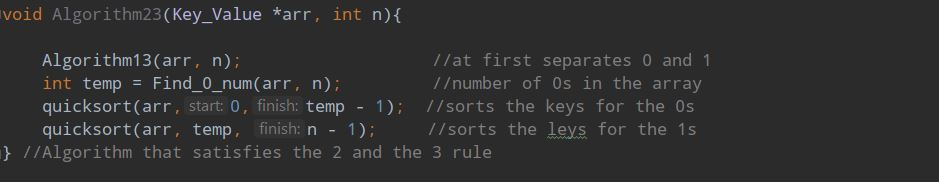 void Algorithm23(Key_Value *arr, int n){
Algorithm13(arr, n); //at first separates 0 and 1
int temp = Find_0_num(arr, n); //number of 0s in the array
quicksort(arr, start: 0, finish: temp - 1); //sorts the keys for the 0s
quicksort(arr, temp, finish: n - 1); //sorts the leys for the 1s
} //Algorithm that satisfies the 2 and the 3 rule